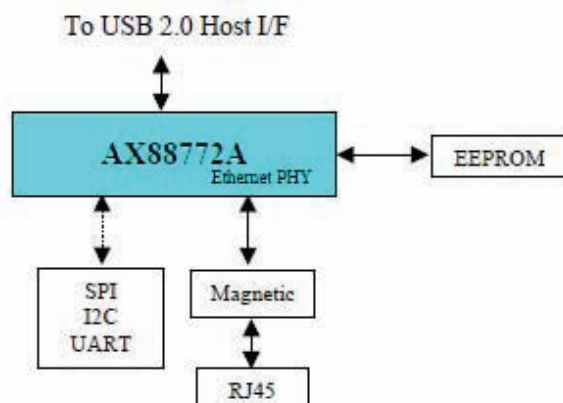 To USB 2.0 Host I/F
AX88772A
Ethernet PHY
EEPROM
SPI
I2C
UART
Magnetic
RJ45